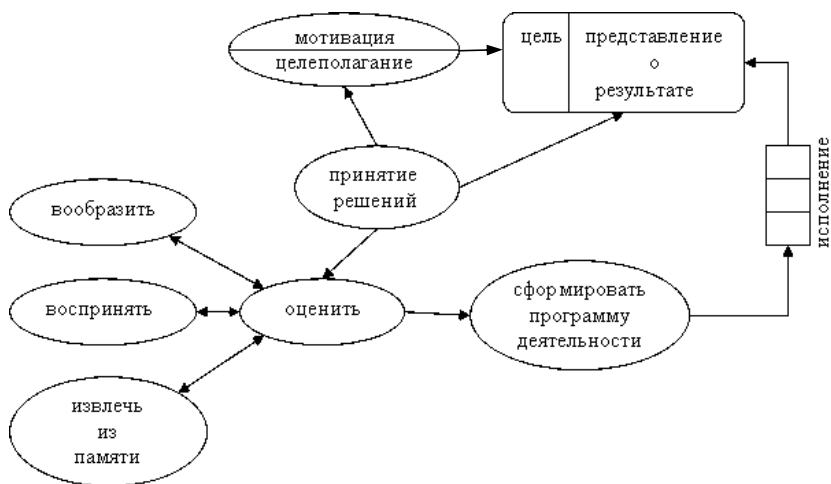 мотивация
целеполагание
цель
представление
о
результате
принятие
решений
исполнение
вообразить
воспринять
оценить
сформировать
программу
деятельности
извлечь
из
памяти